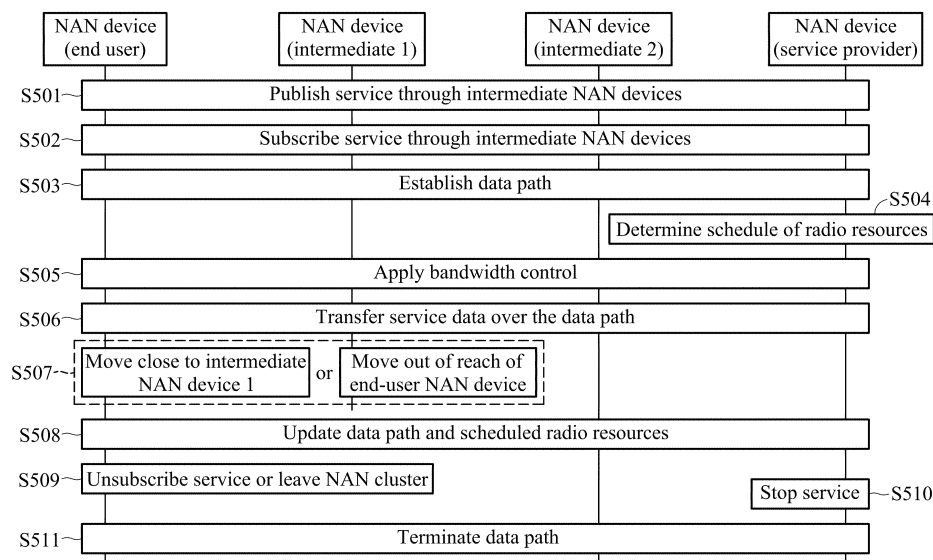 NAN device
(end user)
NAN device
(intermediate 1)
NAN device
(intermediate 2)
NAN device
(service provider)
S501
Publish service through intermediate NAN devices
S502
Subscribe service through intermediate NAN devices
S503
Establish data path
S504
Determine schedule of radio resources
S505
Apply bandwidth control
S506
Transfer service data over the data path
S507
Move close to intermediate
NAN device 1
or
Move out of reach of
end-user NAN device
S508
Update data path and scheduled radio resources
S509
Unsubscribe service or leave NAN cluster
Stop service
S510
S511
Terminate data path